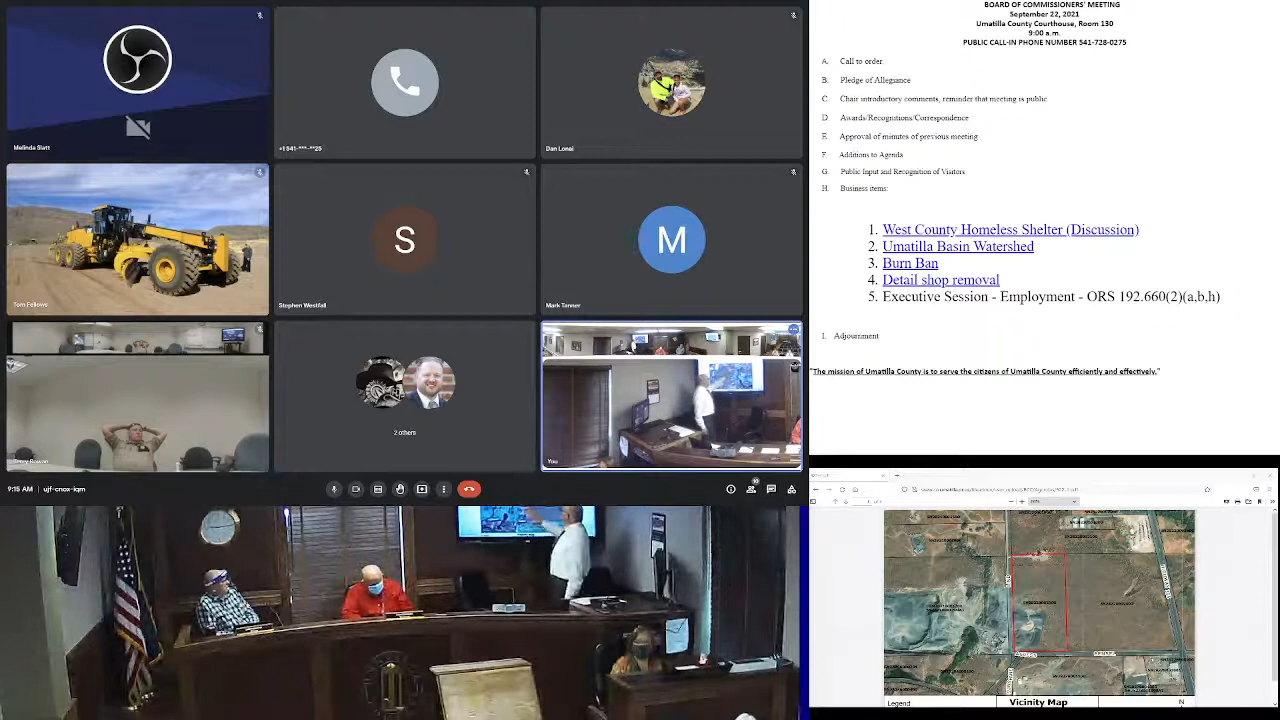 BOARD OF COMMISSIONERS' MEETING
September 22, 2021
Umatilla County Courthouse, Room 130
9:00 a.m.
PUBLIC CALL-IN PHONE NUMBER 541-728-0275
A. Call to order.
B. Pledge of Allegiance
C. Chair introductory comments, reminder that meeting is public
D. Awards/Recognitions/Correspondence
E. Approval of minutes of previous meeting
F. Additions to Agenda
G. Public Input and Recognition of Visitors
H. Business items:
1. West County Homeless Shelter (Discussion)
2. Umatilla Basin Watershed
3. Burn Ban
4. Detail shop removal
5. Executive Session - Employment - ORS 192.660(2)(a,b,h)
I. Adjournment
"The mission of Umatilla County is to serve the citizens of Umatilla County efficiently and effectively."
Melinda Slatt
+1 541-***-**25
Dan Lonai
Tom Fellows
S
Stephen Westfall
M
Mark Tanner
Rowan
2 others
You
9:15 AM | ujf-cnox-iqm
Legend
Vicinity Map
N